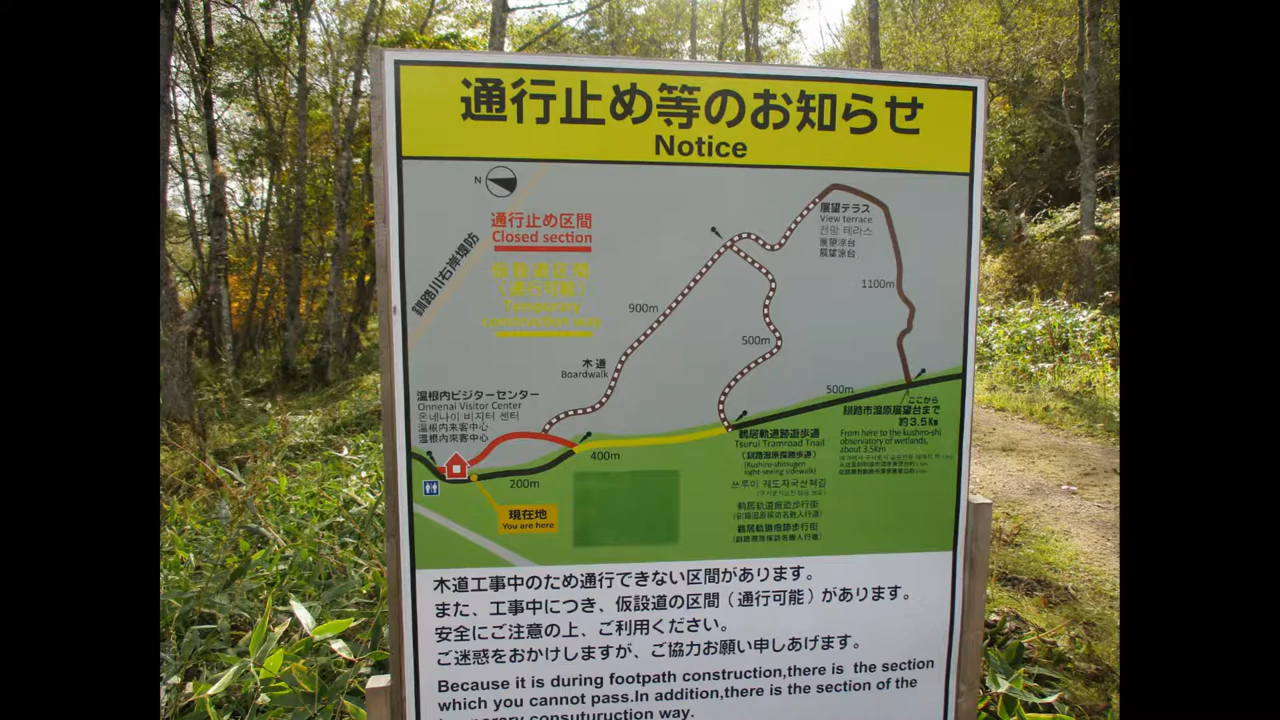 通行止め等のお知らせ
Notice
N
通行止め区間
Closed section
釧路川右岸堤防
仮設道区間
（通行可能）
Temporary
construction way
展望テラス
View terrace
전망 테라스
展望凉台
展望涼台
1100m
900m
500m
木道
Boardwalk
温根内ビジターセンター
Onnenai Visitor Center
온네나이 비지터 센터
温根内来客中心
溫根內來客中心
500m
ここから
釧路市湿原展望台まで
約3.5Km
From here to the kushiro-shi
observatory of wetlands,
about 3.5Km
400m
200m
鶴居軌道跡遊歩道
Tsurui Tramroad Tnail
（釧路湿原探勝歩道）
(Kushiro-shitsugen
sight-seeing sidewalk)
쓰루이 궤도자국산책길
鹤居軌道痕迹步行街
鶴居軌道痕跡步行街
現在地
You are here
木道工事中のため通行できない区間があります。
また、工事中につき、仮設道の区間（通行可能）があります。
安全にご注意の上、ご利用ください。
ご迷惑をおかけしますが、ご協力お願い申しあげます。
Because it is during footpath construction,there is the section
which you cannot pass.In addition,there is the section of the
temporary consuturuction way.